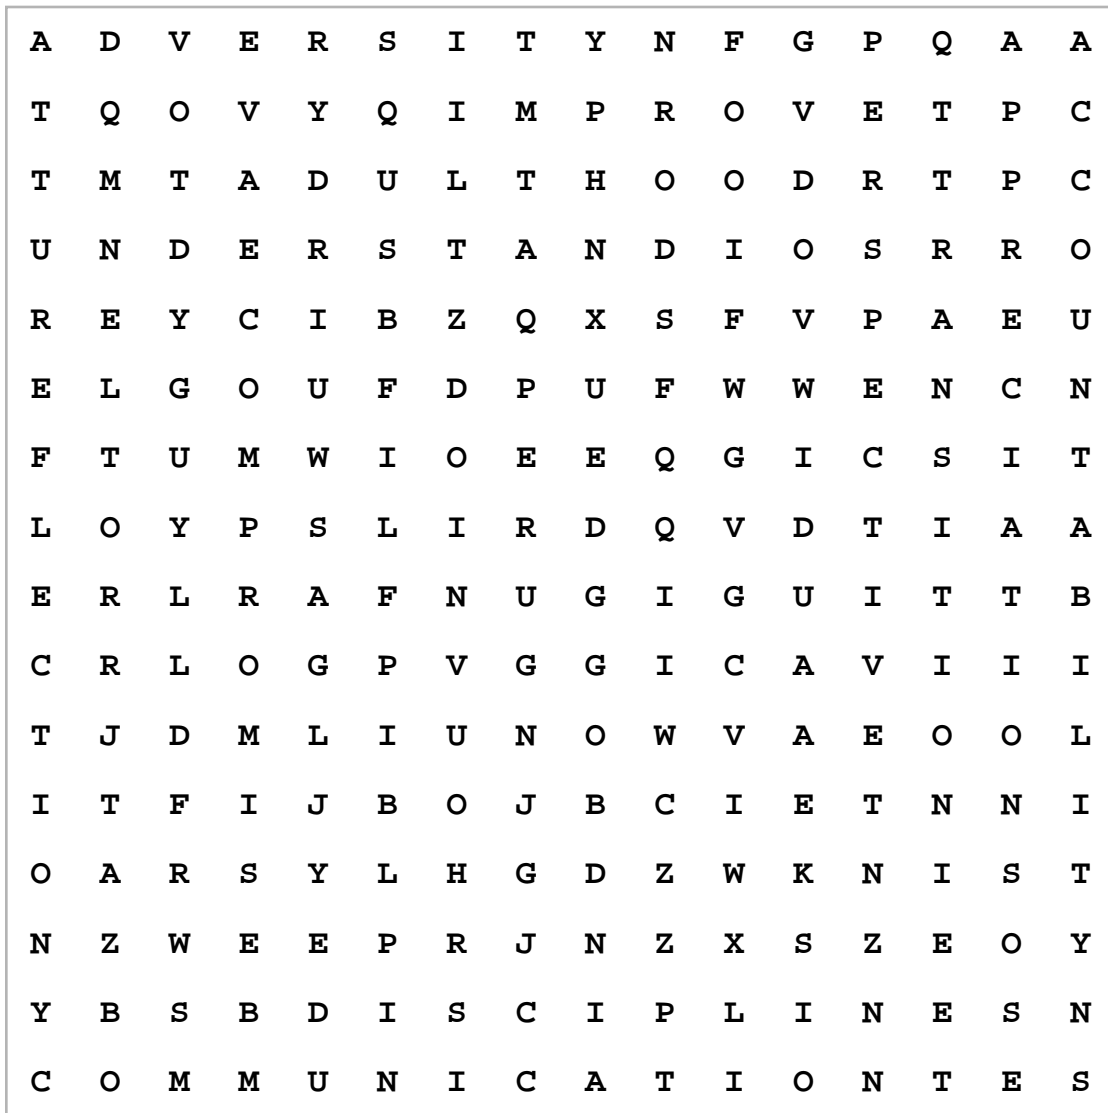 A D V E R S I T Y N F G P Q A A
T Q O V Y Q I M P R O V E T P C
T M T A D U L T H O O D R T P C
U N D E R S T A N D I O S R R O
R E Y C I B Z Q X S F V P A E U
E L G O U F D P U F W W E N C N
F T U M W I O E E Q G I C S I T
L O Y P S L I R D Q V D T I A A
E R L R A F N U G I G U I T T B
C R L O G P V G G I C A V I I I
T J D M L I U N O W V A E O O L
I T F I J B O J B C I E T N N I
O A R S Y L H G D Z W K N I S T
N Z W E E P R J N Z X S Z E O Y
Y B S B D I S C I P L I N E S N
C O M M U N I C A T I O N T E S